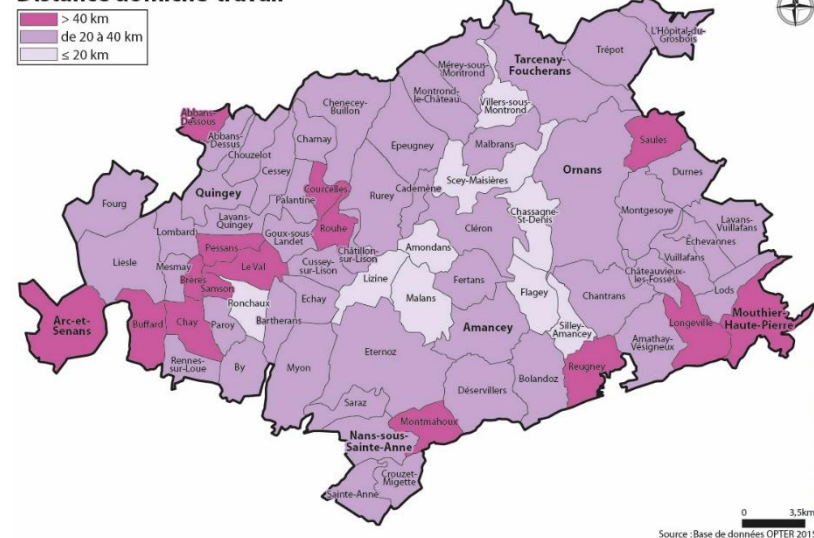 Distance domicile-travail
> 40 km
de 20 à 40 km
≤ 20 km
L'Hôpital-du-
Grosbois
Trépot
Tarcenay-
Foucherans
Mérey-sous-
Montrond
Montrond-
le-Château
Villers-sous-
Montrond
Chenecey-
Buillon
Abbans-
Dessous
Abbans-
Dessus
Charnay
Epeugney
Malbrans
Saules
Chouzelot
Cessey
Ornans
Durnes
Scey-Maisières
Courcelles
Cademène
Quingey
Palantine
Rurey
Fourg
Chassagne-
St-Denis
Montgesoye
Lavans-
Quingey
Lavans-
Vuillafans
Rouhe
Cléron
Lombard
Goux-sous-
Landet
Échevannes
Pessans
Amondans
Châtillon-
sur-Lison
Vuillafans
Liesle
Mesmay
Le Val
Cussey-
sur-Lison
Châteauvieux-
les-Fossés
Brères
Lizine
Fertans
Samson
Lods
Flagey
Chantrans
Ronchaux
Echay
Malans
Mouthier-
Haute-Pierre
Arc-et-
Senans
Buffard
Chay
Paroy
Bartherans
Amancey
Silley-
Amancey
Longeville
Amathay-
Vésigneux
Eternoz
Rennes-
sur-Loue
By
Myon
Reugney
Bolandoz
Déservillers
Saraz
Montmahoux
Nans-sous-
Sainte-Anne
Crouzet-
Migette
Sainte-Anne
0 3,5km
Source : Base de données OPTER 2015